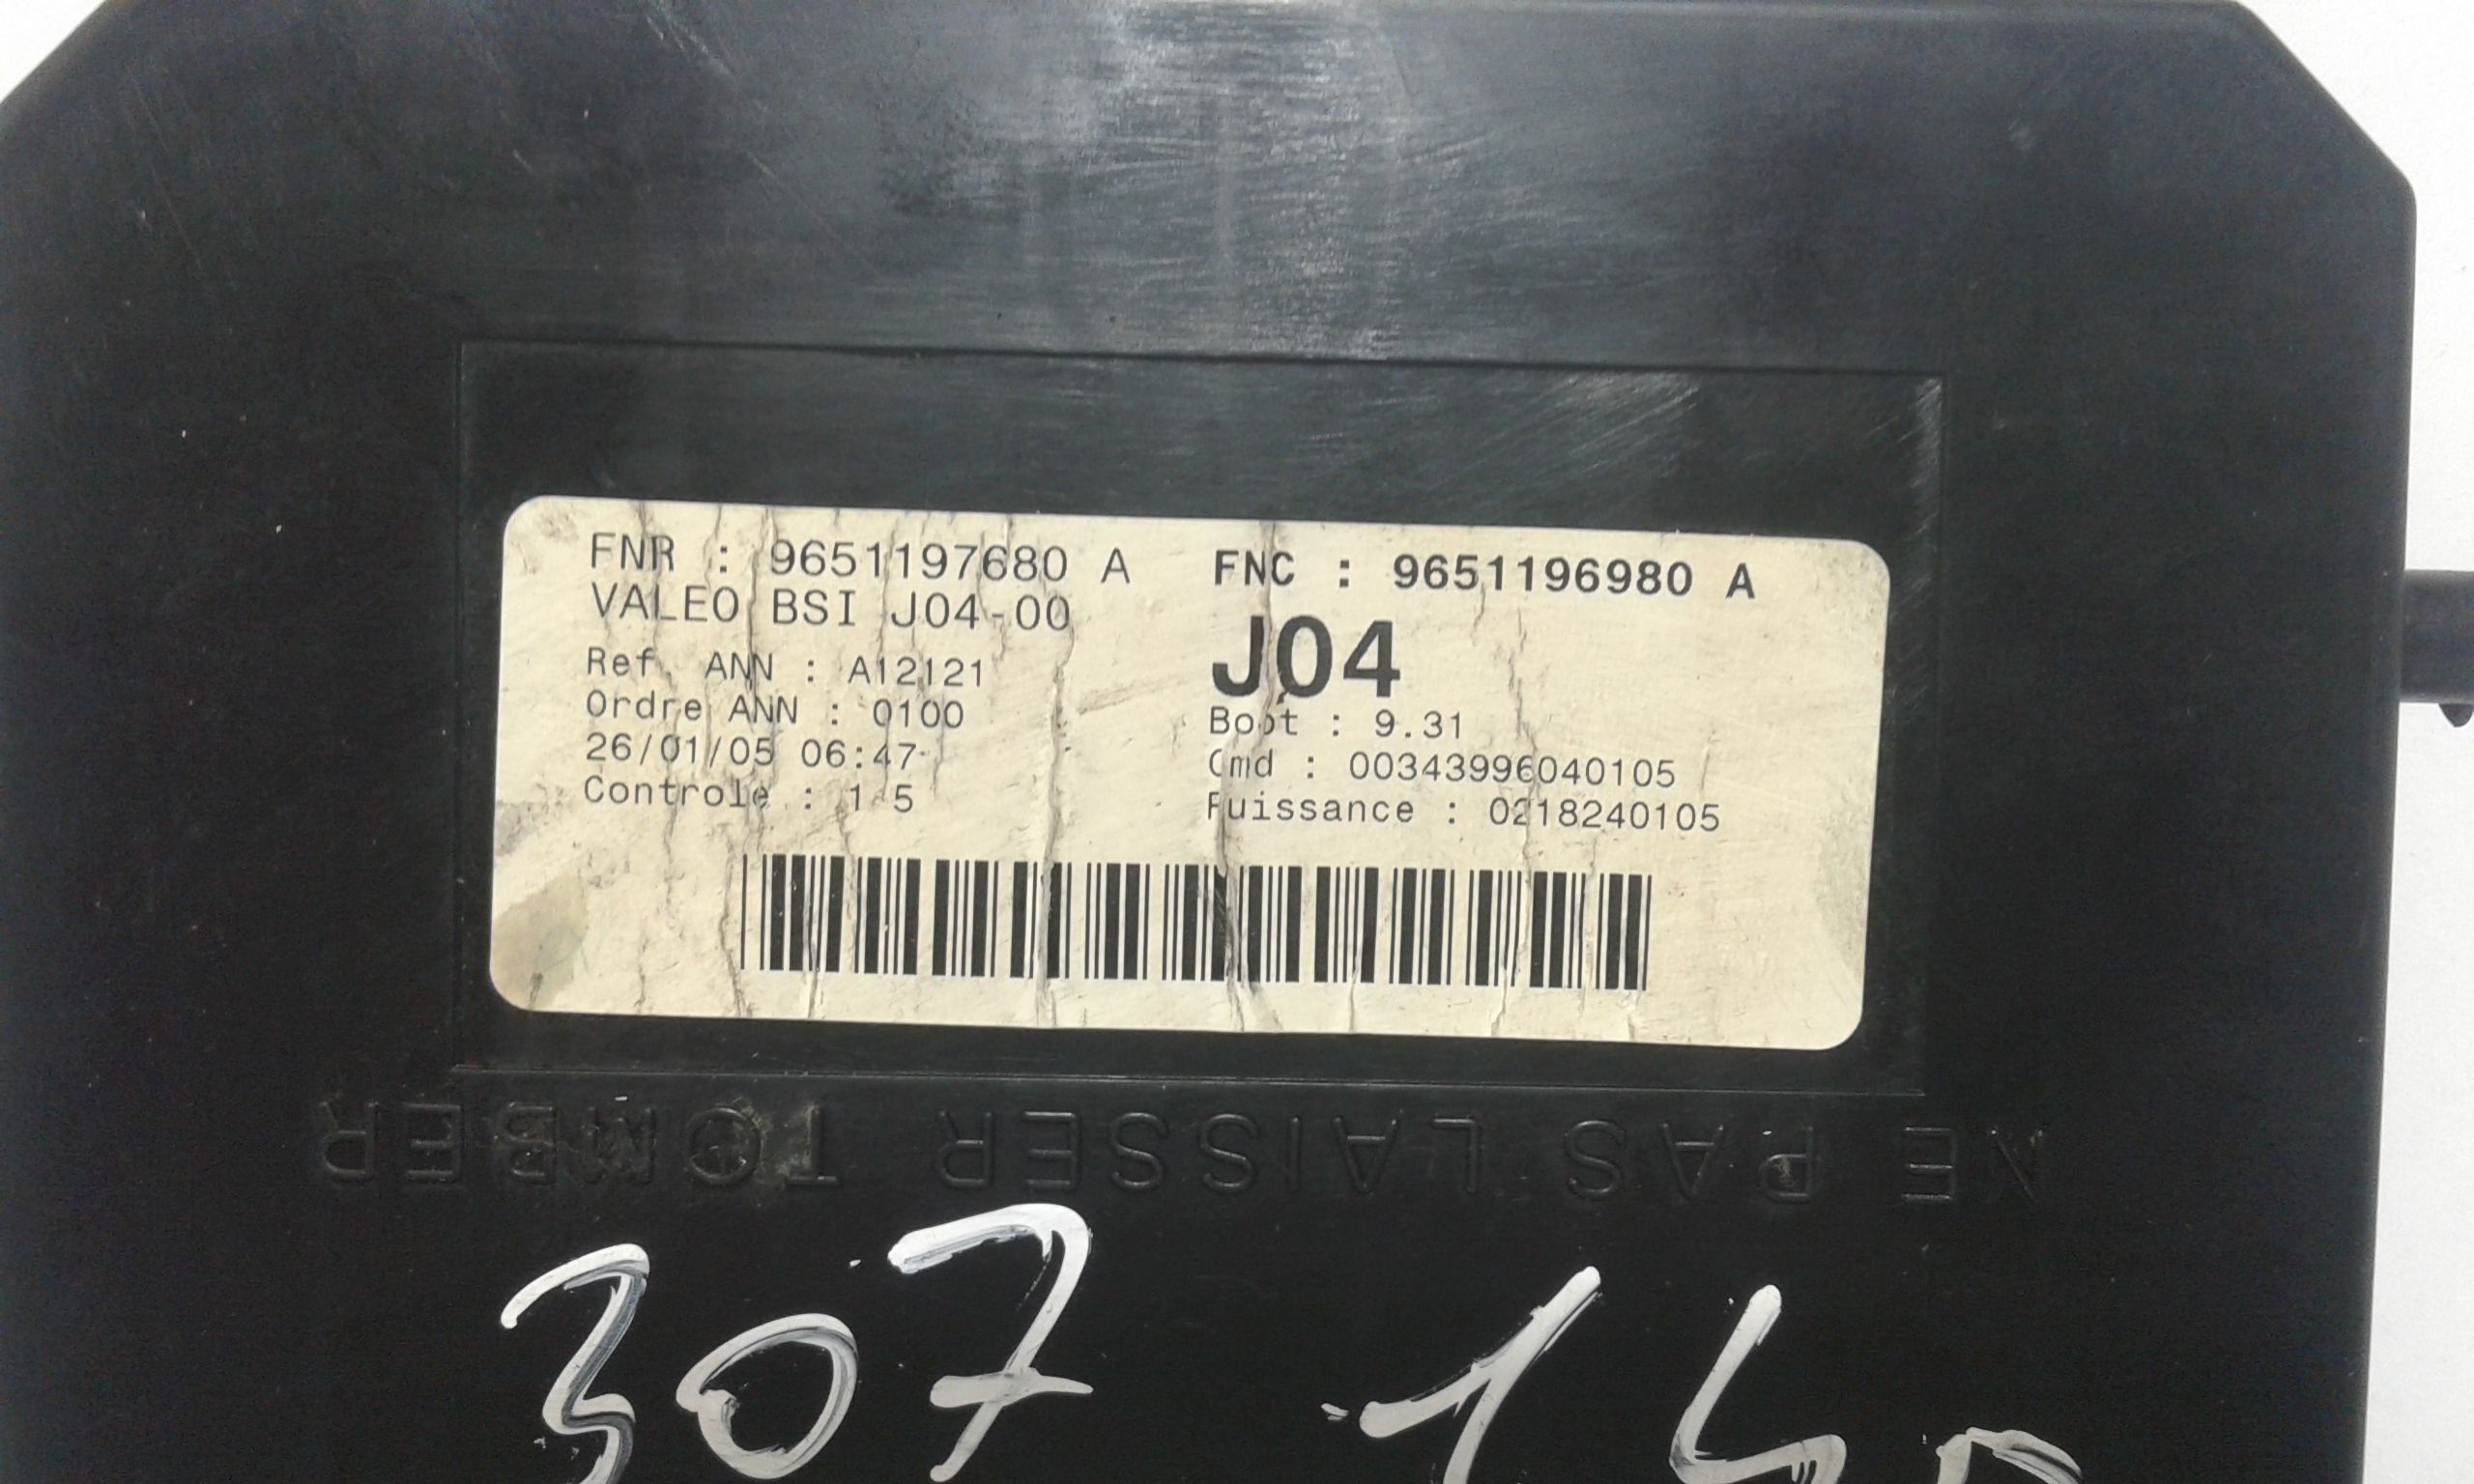 FNR : 9651197680 A
VALEO BSI J04-00
Ref ANN : A12121
Ordre ANN : 0100
26/01/05 06:47
Controle : 1 5
FNC : 9651196980 A
J04
Boot : 9.31
Cmd : 00343996040105
Puissance : 0218240105
NE PAS LAISSER TOMBER
307